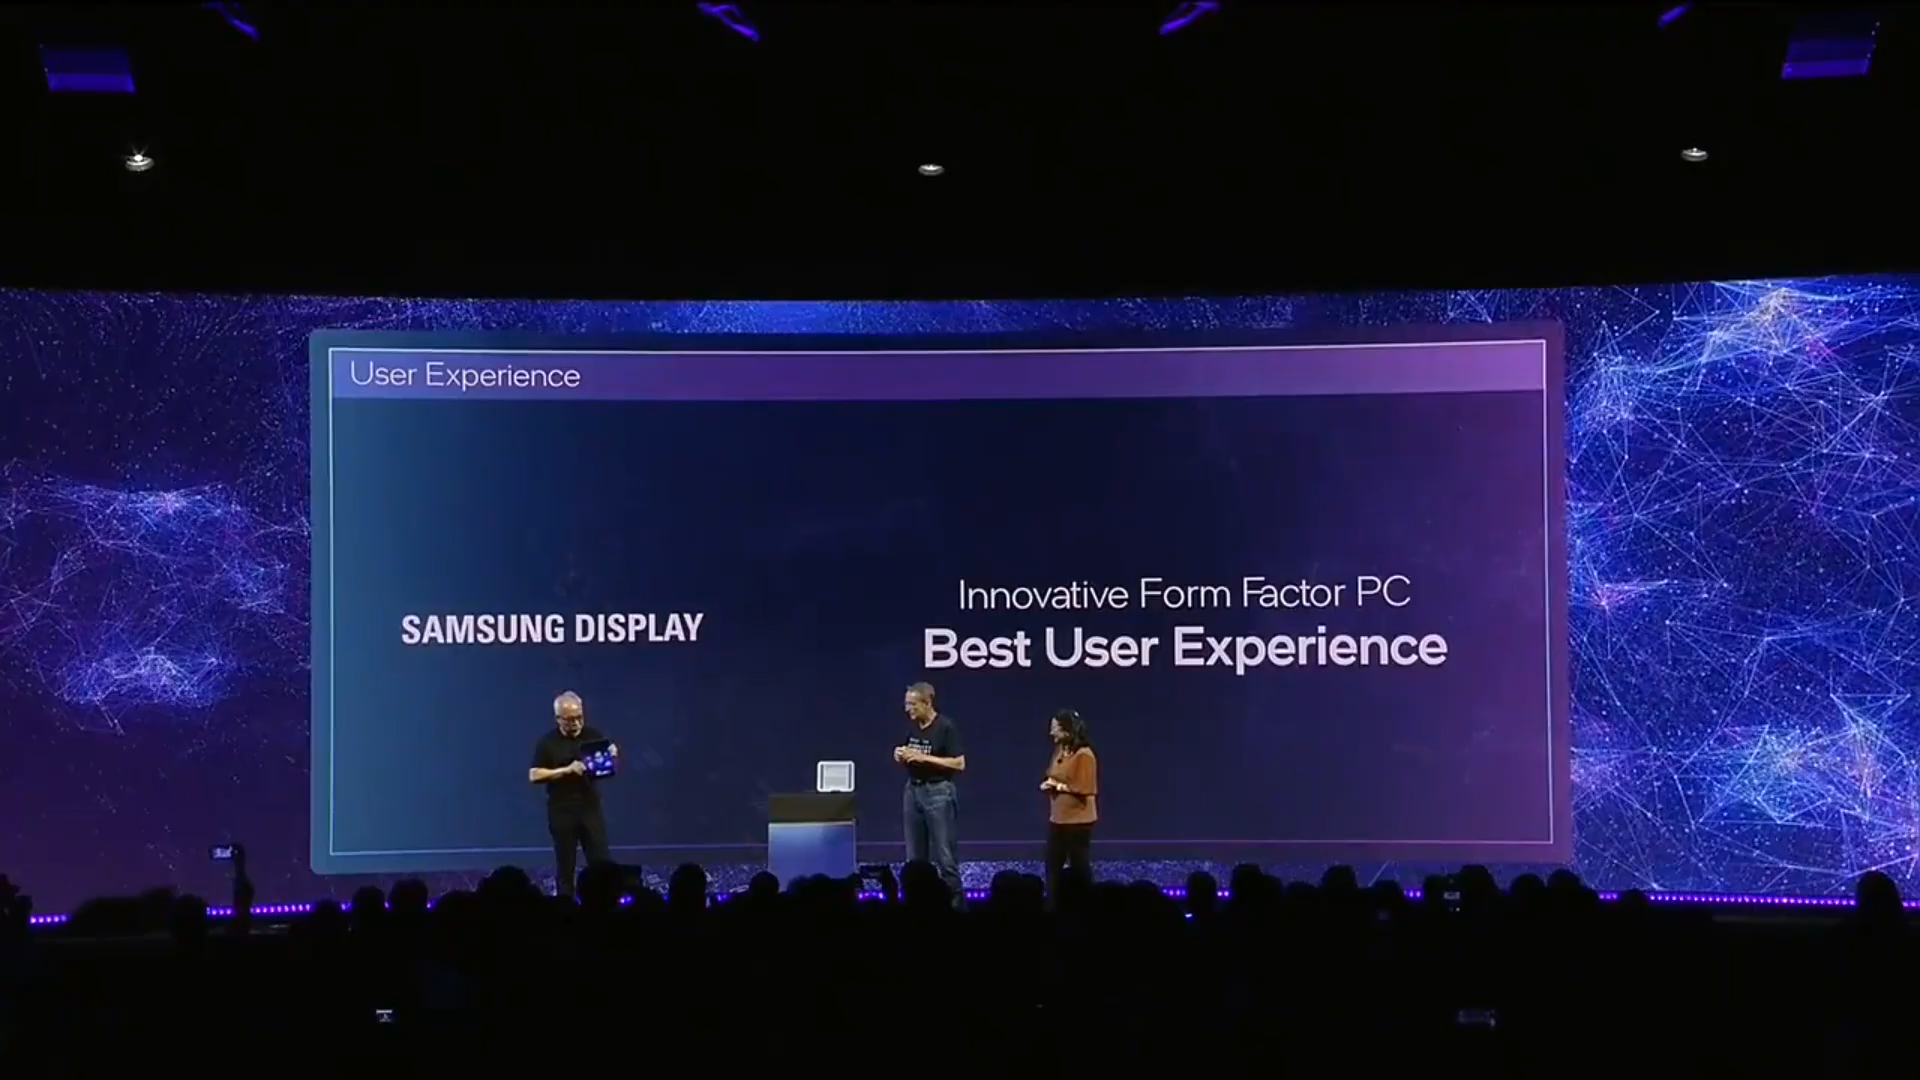 User Experience
SAMSUNG DISPLAY
Innovative Form Factor PC
Best User Experience